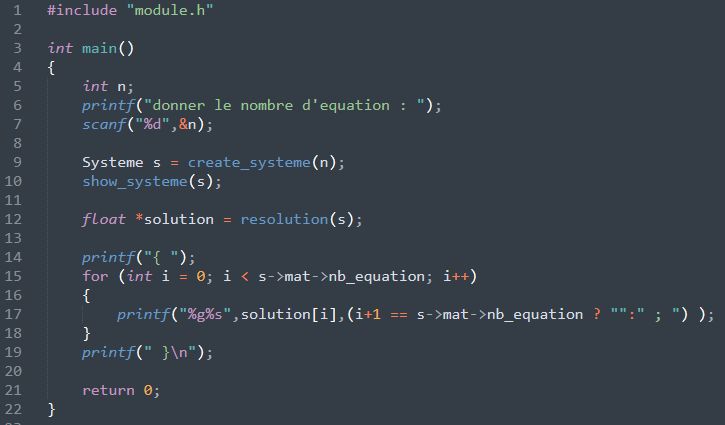 1 #include "module.h"
2
3 int main()
4 {
5     int n;
6     printf("donner le nombre d'equation : ");
7     scanf("%d",&n);
8
9     Systeme s = create_systeme(n);
10     show_systeme(s);
11
12     float *solution = resolution(s);
13
14     printf("{ ");
15     for (int i = 0; i < s->mat->nb_equation; i++)
16     {
17         printf("%g%s",solution[i],(i+1 == s->mat->nb_equation ? "":" ; ") );
18     }
19     printf(" }\n");
20
21     return 0;
22 }